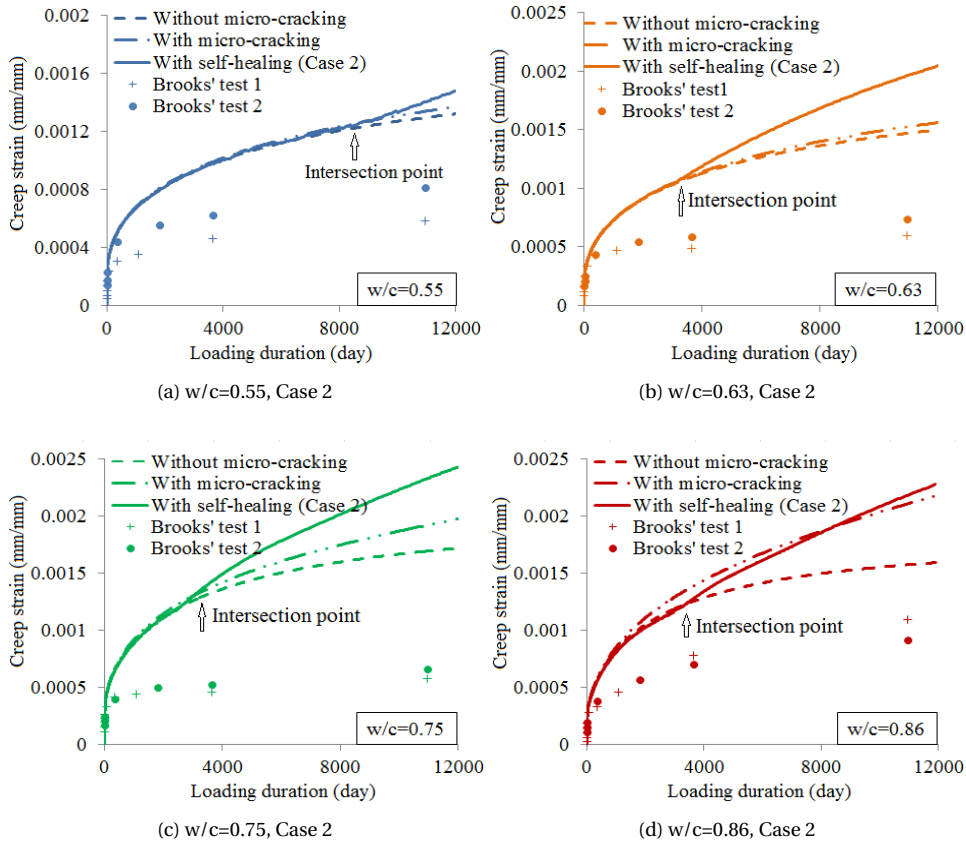 0.002
Without micro-cracking
With micro-cracking
0.0016
With self-healing (Case 2)
Brooks' test 1
Brooks' test 2
0.0012
Intersection point
0.0008
0.0004
0
w/c=0.55
0 4000 8000 12000
Creep strain (mm/mm)
Loading duration (day)
(a) w/c=0.55, Case 2
0.0025
Without micro-cracking
With micro-cracking
With self-healing (Case 2)
0.002
Brooks' test1
Brooks' test 2
0.0015
0.001
Intersection point
0.0005
0
w/c=0.63
0 4000 8000 12000
Creep strain (mm/mm)
Loading duration (day)
(b) w/c=0.63, Case 2
0.0025
Without micro-cracking
With micro-cracking
With self-healing (Case 2)
0.002
Brooks' test 1
Brooks' test 2
0.0015
Intersection point
0.001
0.0005
0
w/c=0.75
0 4000 8000 12000
Creep strain (mm/mm)
Loading duration (day)
(c) w/c=0.75, Case 2
0.0025
Without micro-cracking
With micro-cracking
With self-healing (Case 2)
0.002
Brooks' test 1
Brooks' test 2
0.0015
0.001
Intersection point
0.0005
0
w/c=0.86
0 4000 8000 12000
Creep strain (mm/mm)
Loading duration (day)
(d) w/c=0.86, Case 2